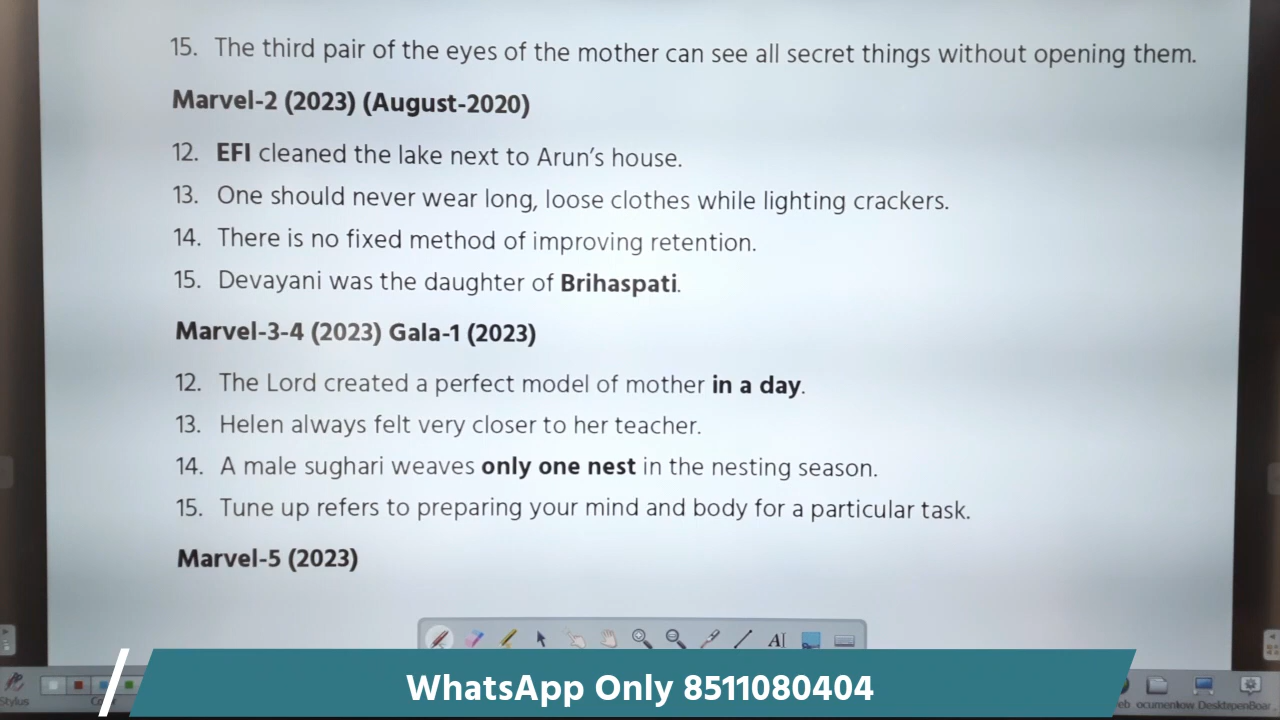 15. The third pair of the eyes of the mother can see all secret things without opening them.
Marvel-2 (2023) (August-2020)
12. EFI cleaned the lake next to Arun's house.
13. One should never wear long, loose clothes while lighting crackers.
14. There is no fixed method of improving retention.
15. Devayani was the daughter of Brihaspati.
Marvel-3-4 (2023) Gala-1 (2023)
12. The Lord created a perfect model of mother in a day.
13. Helen always felt very closer to her teacher.
14. A male sughari weaves only one nest in the nesting season.
15. Tune up refers to preparing your mind and body for a particular task.
Marvel-5 (2023)
AI
WhatsApp Only 8511080404
Stylus